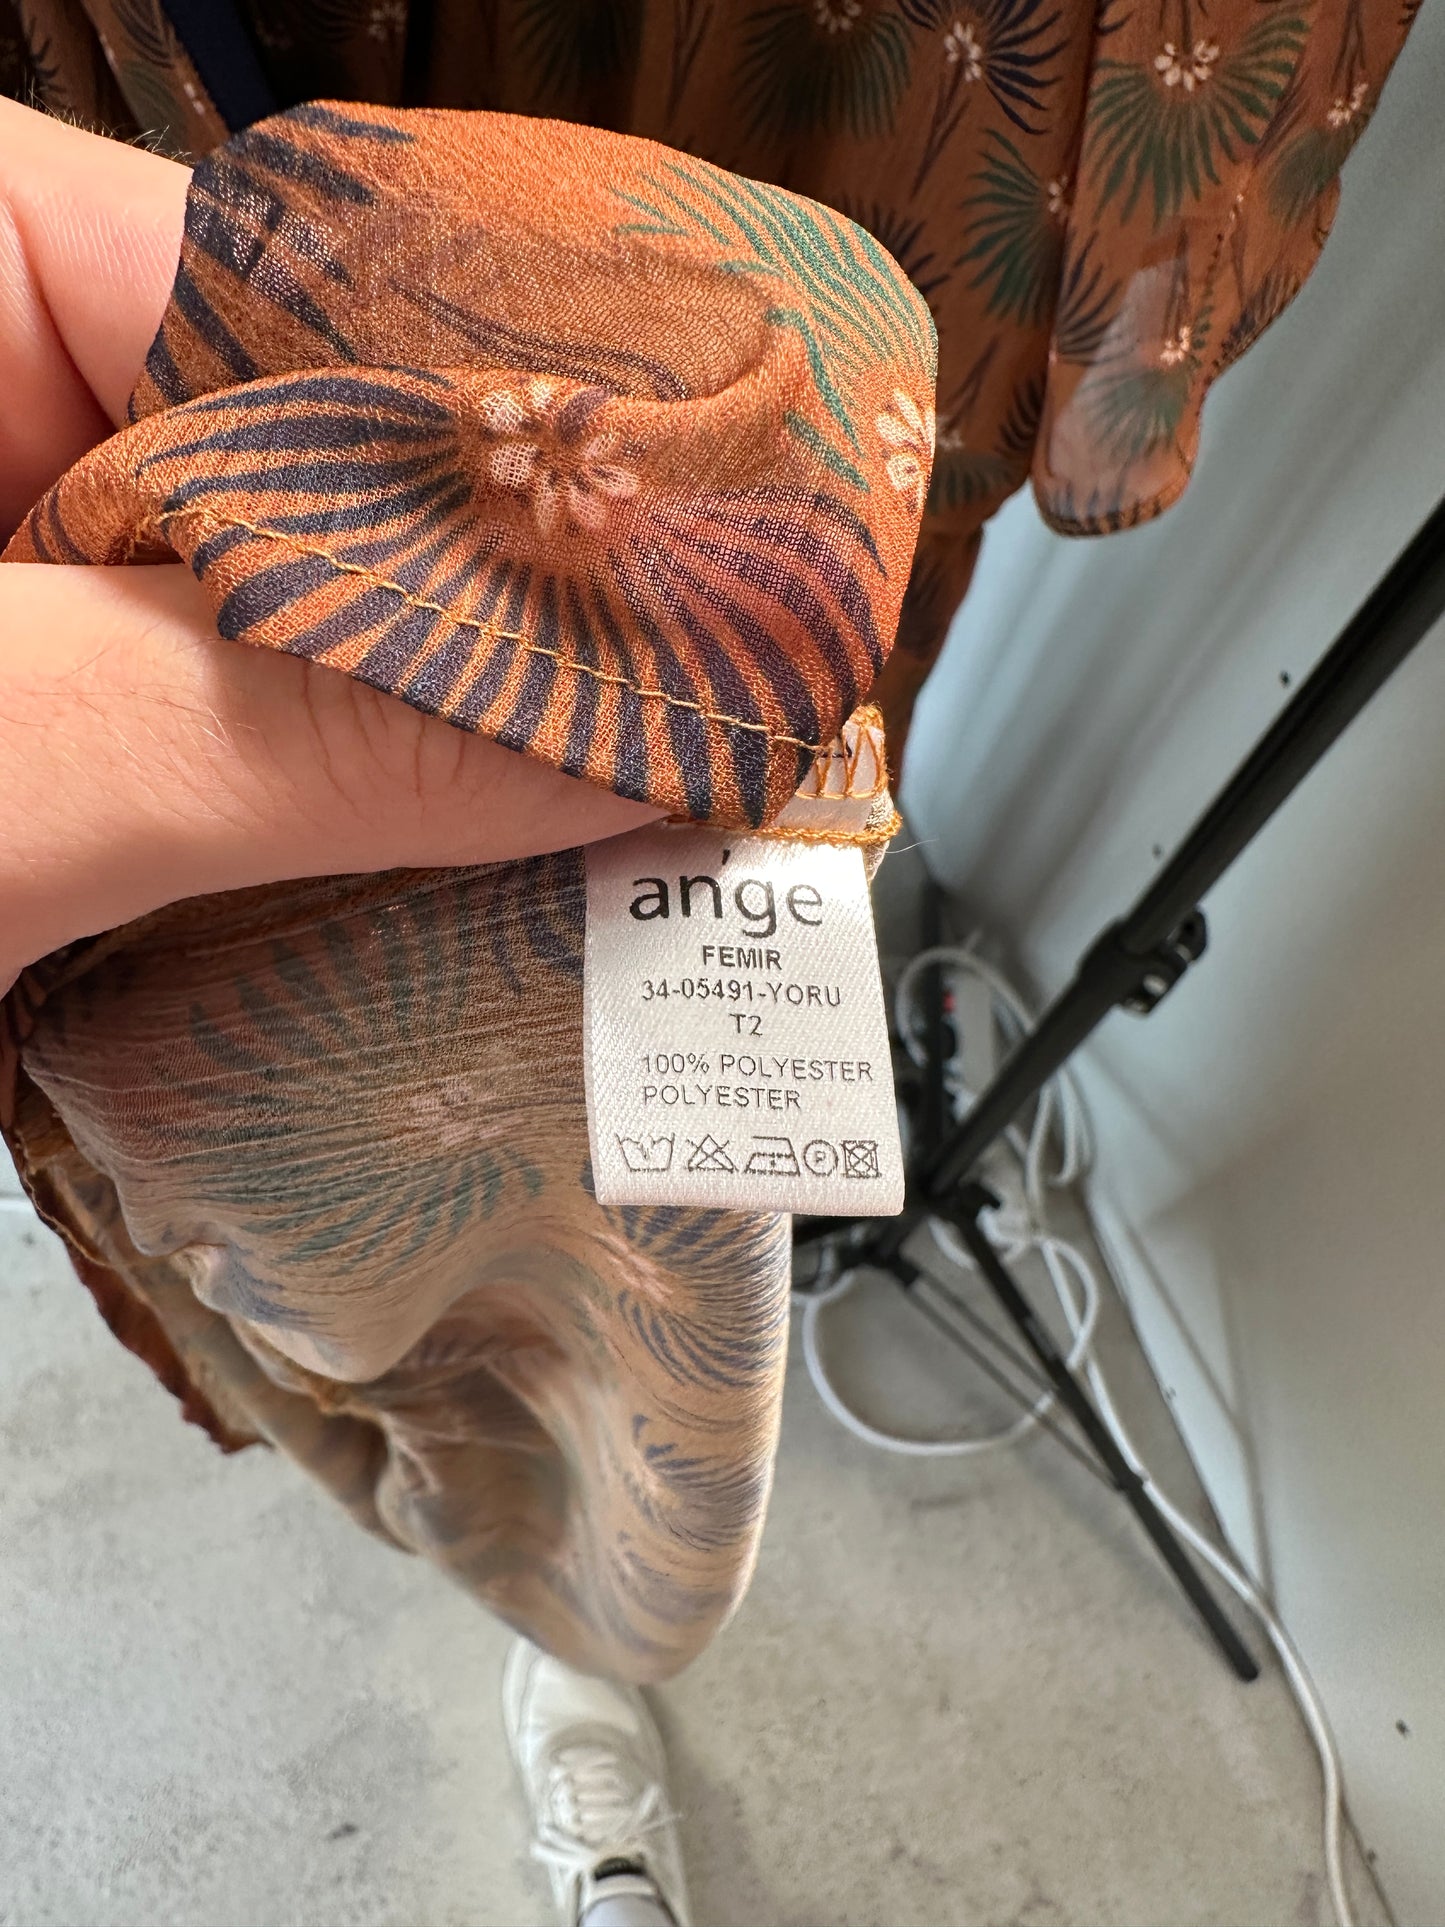 an'ge
FEMIR
34-05491-YORU
T2
100% POLYESTER
POLYESTER
P